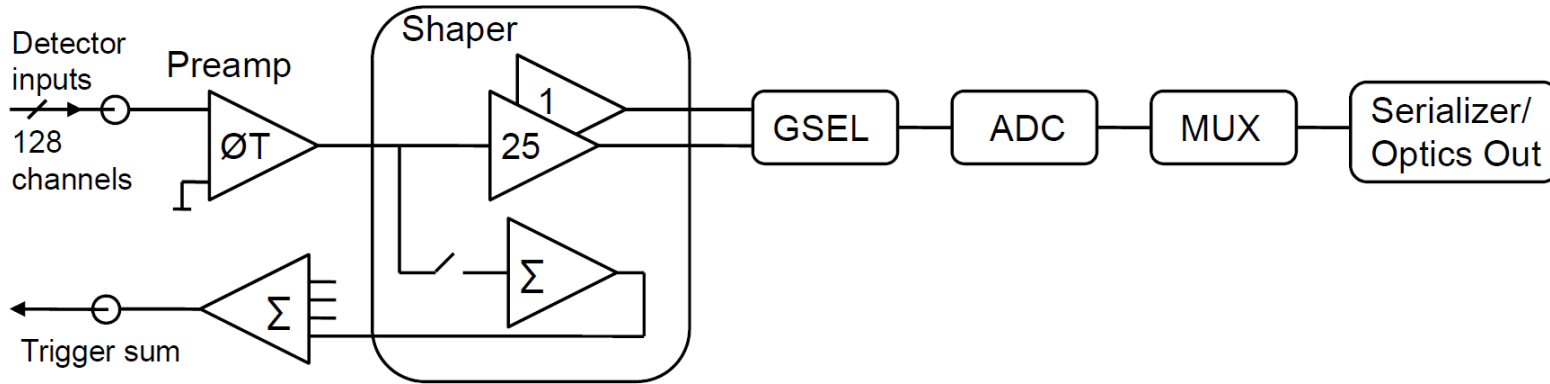 Detector
inputs
128
channels
Preamp
ØT
Shaper
1
25
Σ
GSEL
ADC
MUX
Serializer/
Optics Out
Σ
Trigger sum